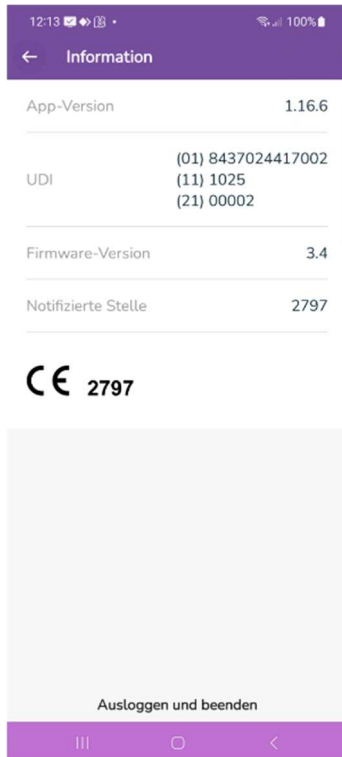 12:13
100%
Information
App-Version 1.16.6
UDI (01) 8437024417002
(11) 1025
(21) 00002
Firmware-Version 3.4
Notifizierte Stelle 2797
CE 2797
Ausloggen und beenden